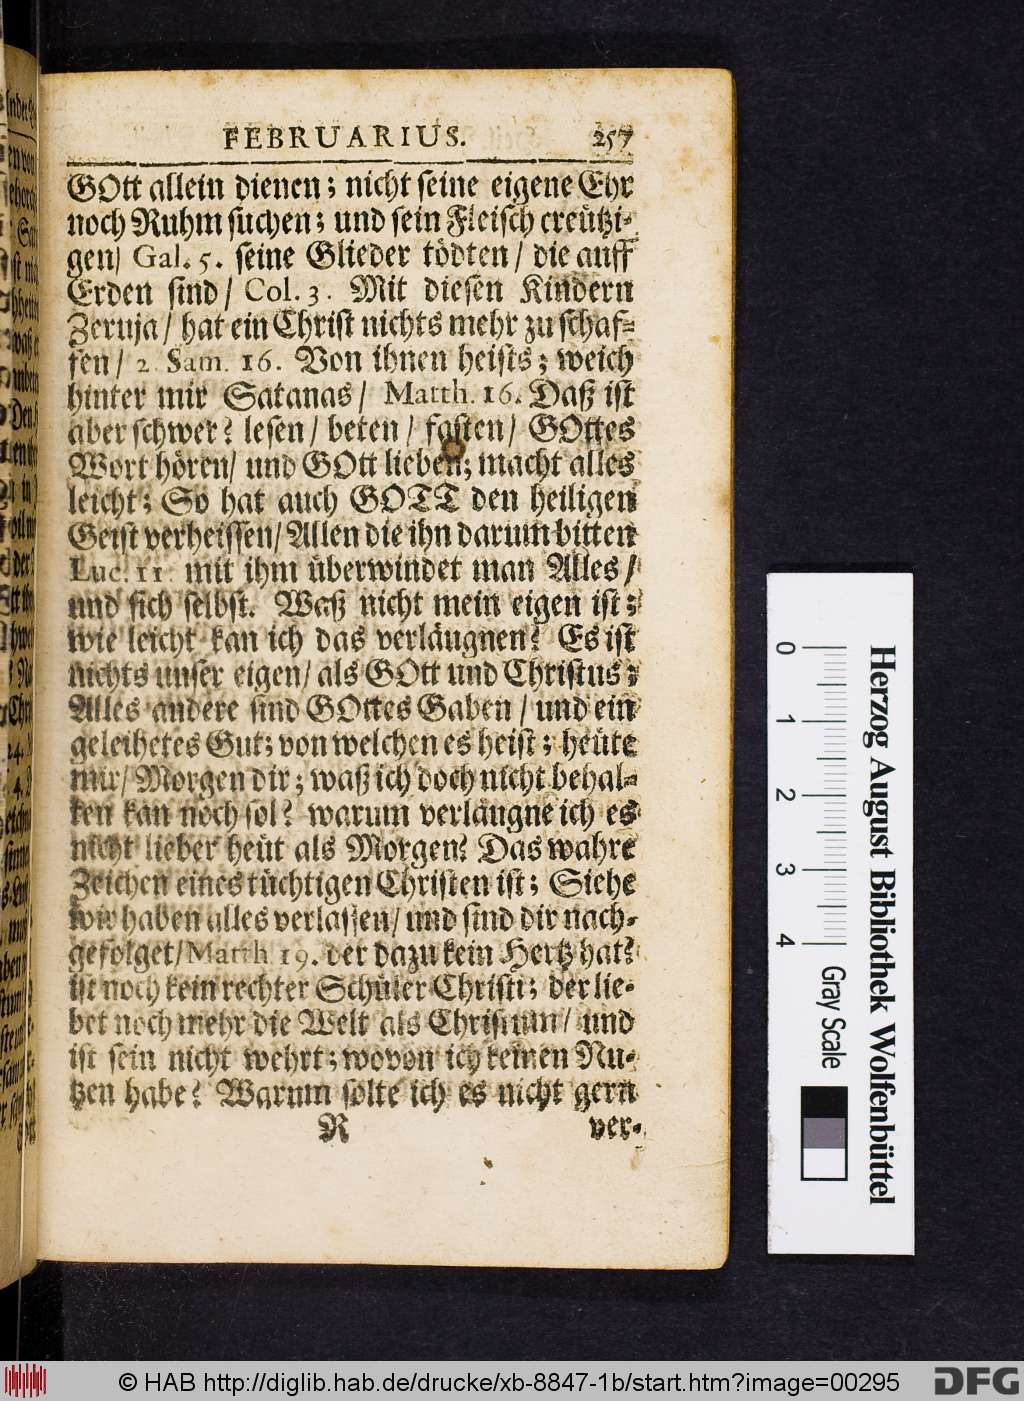 FEBRUARIUS. 257
GOtt allein dienen; nicht seine eigene Ehr
noch Ruhm suchen; und sein Fleisch creützi-
gen/ Gal. 5. seine Glieder tödten/ die auff
Erden sind/ Col. 3. Mit diesen Kindern
Zeruja/ hat ein Christ nichts mehr zu schaf-
fen/ 2. Sam. 16. Von ihnen heists; weich
hinter mir Satanas/ Matth. 16. Daß ist
aber schwer? lesen/ beten/ fasten/ GOttes
Wort hören/ und GOtt lieben; macht alles
leicht; So hat auch GOTT den heiligen
Geist verheissen/ Allen die ihn darum bitten
Luc. 11. mit ihm überwindet man Alles/
und sich selbst. Waß nicht mein eigen ist;
wie leicht kan ich das verläugnen? Es ist
nichts unser eigen/ als GOtt und Christus;
Alles andere sind GOttes Gaben/ und ein
geleihetes Gut; von welchen es heist; heüte
mir/ Morgen dir; waß ich doch nicht behal-
ten kan noch sol? warum verläugne ich es
nicht lieber heüt als Morgen? Das wahre
Zeichen eines tüchtigen Christen ist; Siehe
wir haben alles verlassen/ und sind dir nach-
gefolget/ Matth. 19. der dazu kein Hertz hat?
ist noch kein rechter Schüler Christi; der lie-
bet noch mehr die Welt als Christum/ und
ist sein nicht wehrt; wovon ich keinen Nu-
tzen habe? Warum solte ich es nicht gern
R ver-
Herzog August Bibliothek Wolfenbüttel
0 1 2 3 4 Gray Scale
© HAB http://diglib.hab.de/drucke/xb-8847-1b/start.htm?image=00295 DFG